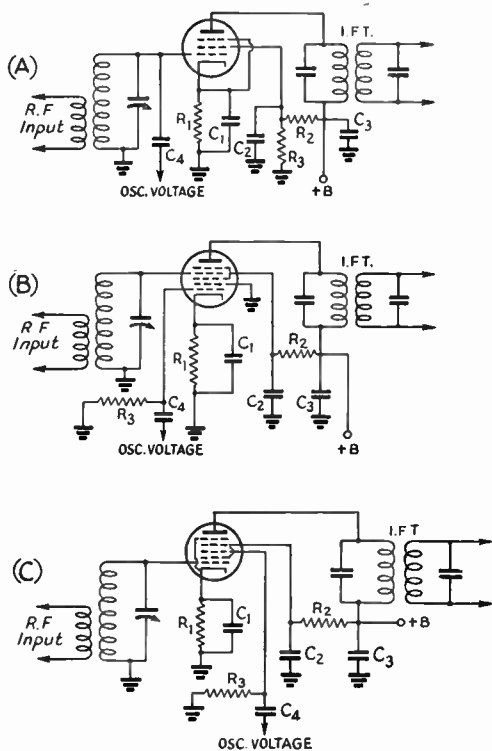 (A)
I.F.T.
R.F
Input
R1
C1
C2
R2
C3
R3
C4
OSC. VOLTAGE
+B
(B)
I.F.T.
R.F
Input
R1
C1
R2
R3
C4
C2
C3
OSC. VOLTAGE
+B
(C)
I.F.T
R.F
Input
R1
C1
R2
+B
C2
C3
R3
C4
OSC. VOLTAGE